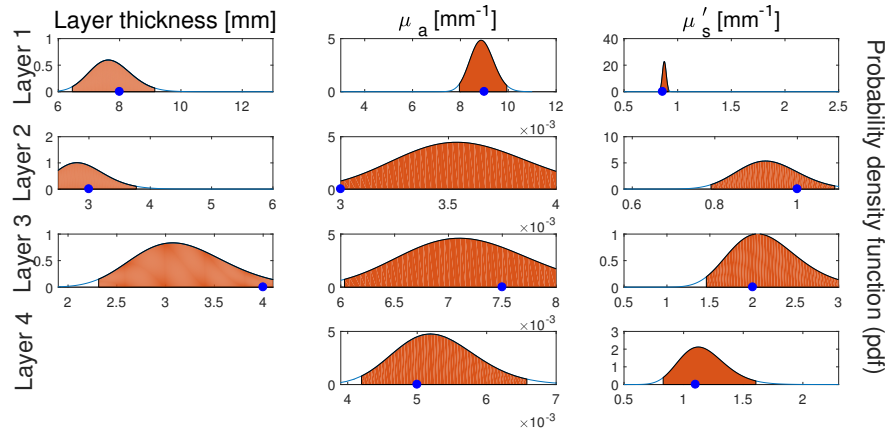 Layer thickness [mm]
μ a [mm-1]
μ s′ [mm-1]
Layer 1
1
0.5
0
6 8 10 12
5
0
4 6 8 10 12
×10-3
40
20
0
0.5 1 1.5 2 2.5
Layer 2
2
1
0
3 4 5 6
5
0
3 3.5 4
×10-3
10
5
0
0.6 0.8 1
Layer 3
1
0.5
0
2 2.5 3 3.5 4
5
0
6 6.5 7 7.5 8
×10-3
1
0.5
0
0.5 1 1.5 2 2.5 3
Layer 4
5
0
4 5 6 7
×10-3
3
2
1
0
0.5 1 1.5 2
Probability density function (pdf)